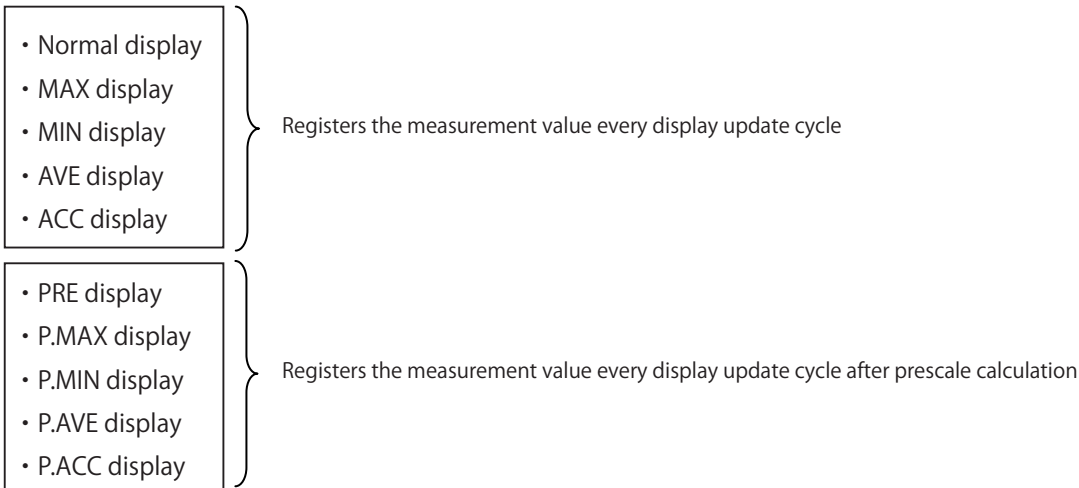 ・Normal display
・MAX display
・MIN display
・AVE display
・ACC display
Registers the measurement value every display update cycle
・PRE display
・P.MAX display
・P.MIN display
・P.AVE display
・P.ACC display
Registers the measurement value every display update cycle after prescale calculation